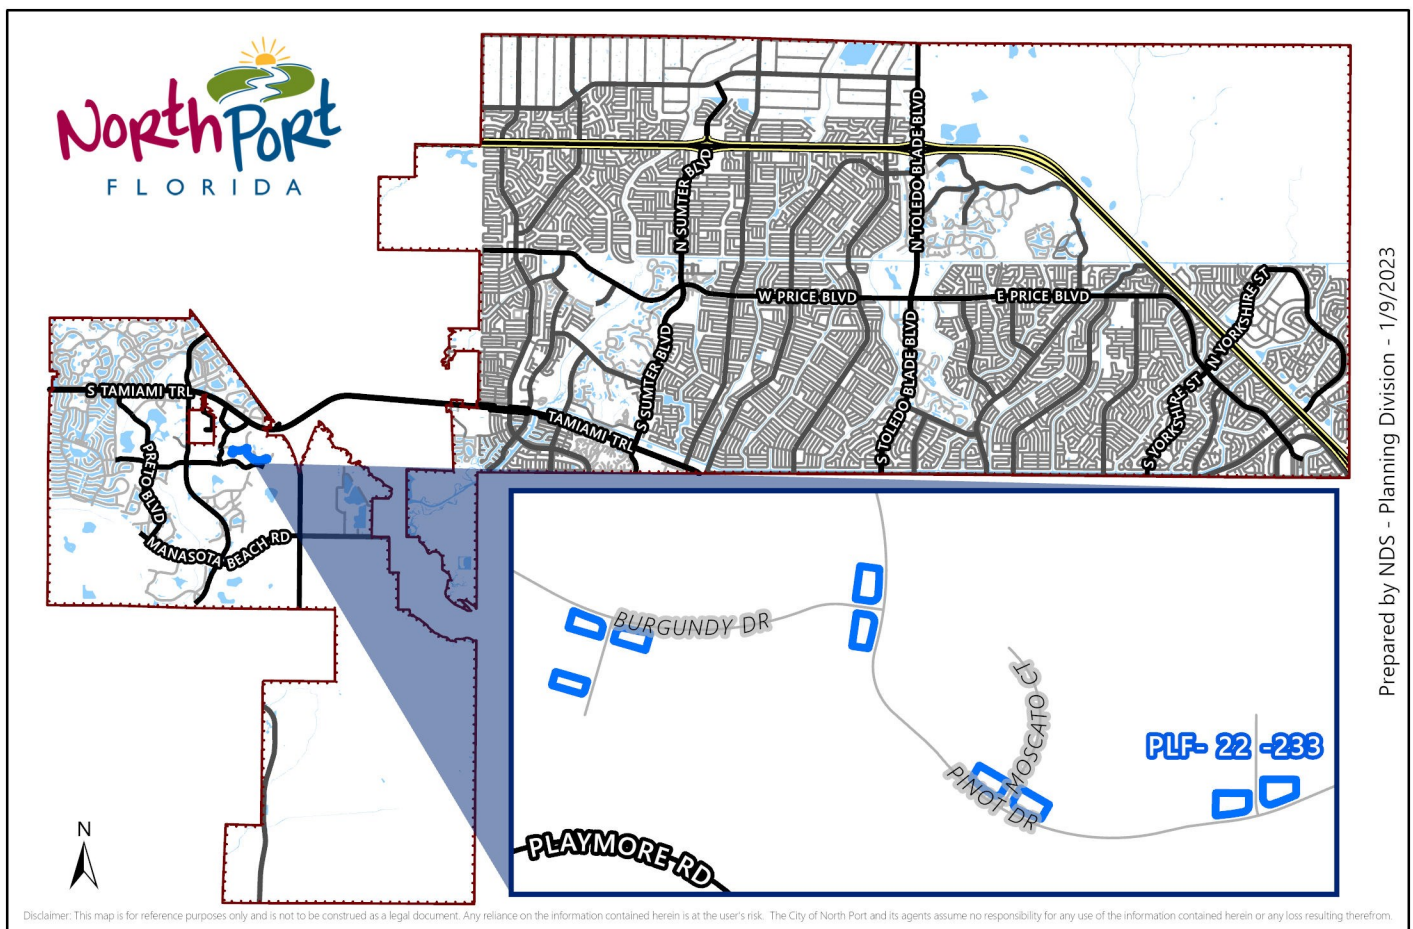 North Port
FLORIDA
N SUMTER BLVD
N TOLEDO BLADE BLVD
W PRICE BLVD
E PRICE BLVD
N YORKSHIRE ST
S YORKSHIRE ST
S SUMTER BLVD
S TOLEDO BLADE BLVD
S TAMIAMI TRL
TAMIAMI TRL
PRETO BLVD
MANASOTA BEACH RD
BURGUNDY DR
MOSCATO CT
PINOT DR
PLF- 22 -233
PLAYMORE RD
N
Prepared by NDS - Planning Division - 1/9/2023
Disclaimer: This map is for reference purposes only and is not to be construed as a legal document. Any reliance on the information contained herein is at the user's risk. The City of North Port and its agents assume no responsibility for any use of the information contained herein or any loss resulting therefrom.